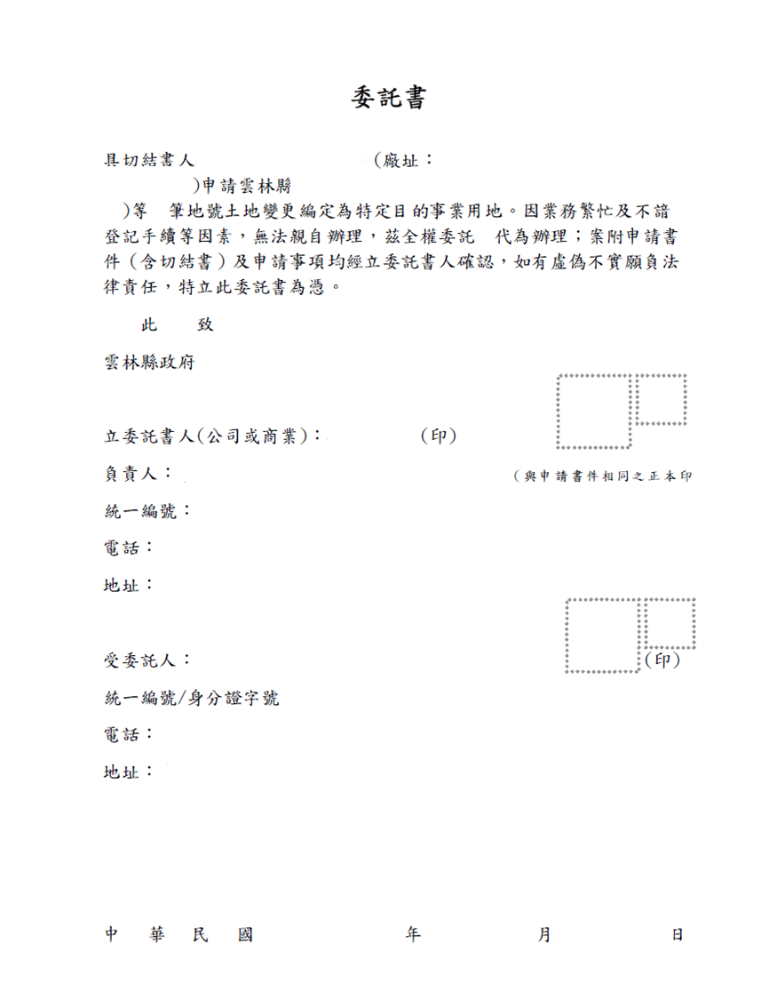 委託書
具切結書人 (廠址：
)申請雲林縣
)等 筆地號土地變更編定為特定目的事業用地。因業務繁忙及不諳
登記手續等因素，無法親自辦理，茲全權委託 代為辦理；案附申請書
件（含切結書）及申請事項均經立委託書人確認，如有虛偽不實願負法
律責任，特立此委託書為憑。
此 致
雲林縣政府
立委託書人(公司或商業)： (印)
負責人：
(與申請書件相同之正本印
統一編號：
電話：
地址：
受委託人： (印)
統一編號/身分證字號
電話：
地址：
中 華 民 國 年 月 日